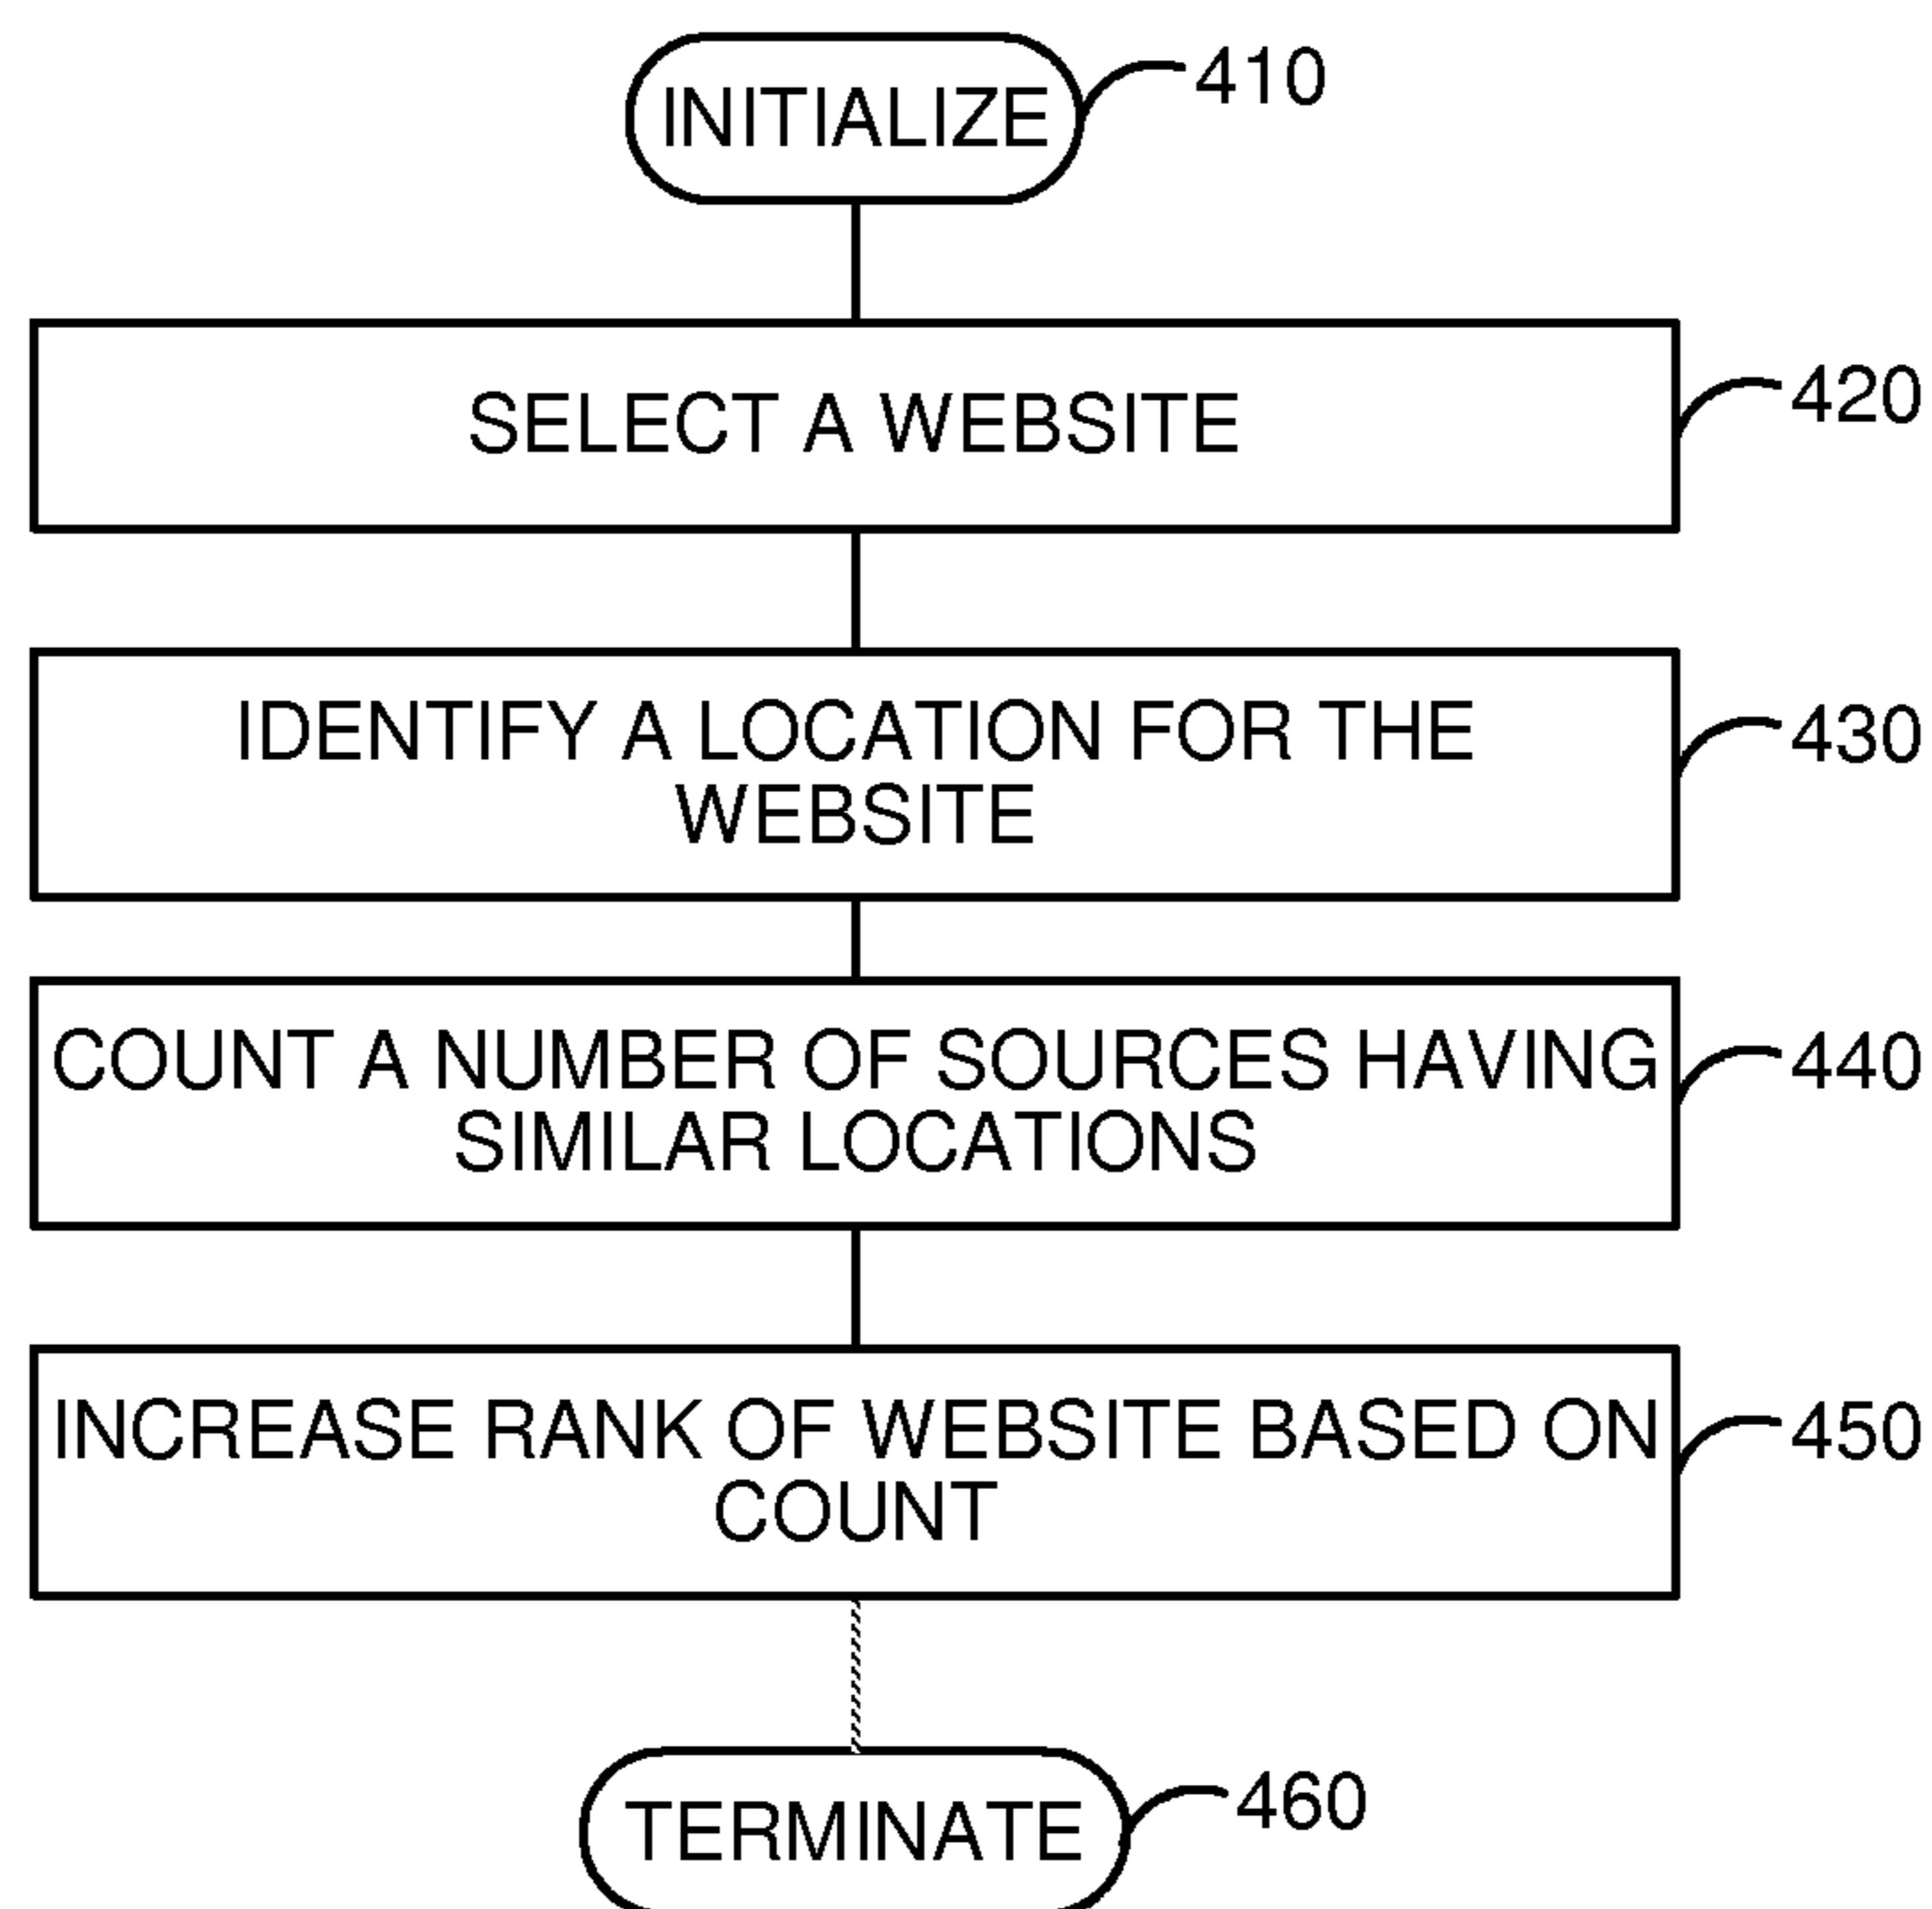 INITIALIZE
410
SELECT A WEBSITE
420
IDENTIFY A LOCATION FOR THE
WEBSITE
430
COUNT A NUMBER OF SOURCES HAVING
SIMILAR LOCATIONS
440
INCREASE RANK OF WEBSITE BASED ON
COUNT
450
TERMINATE
460